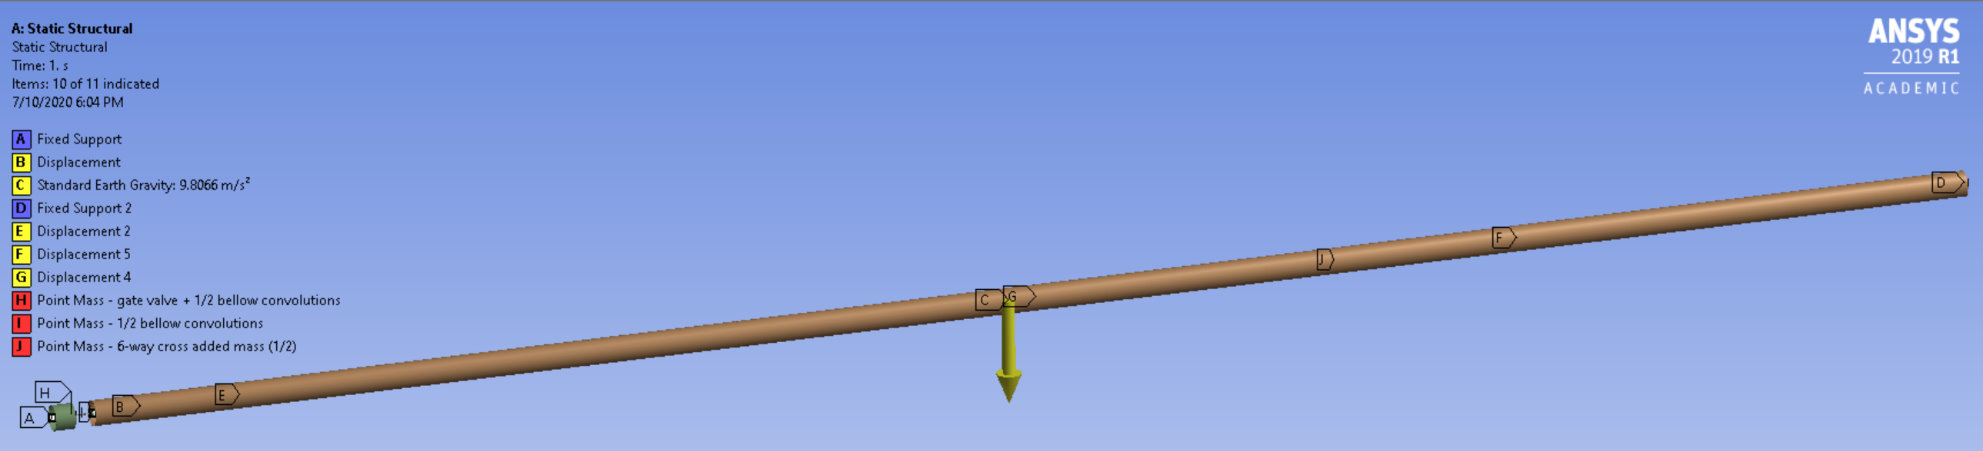 A: Static Structural
Static Structural
Time: 1. s
Items: 10 of 11 indicated
7/10/2020 6:04 PM
A Fixed Support
B Displacement
C Standard Earth Gravity: 9.8066 m/s²
D Fixed Support 2
E Displacement 2
F Displacement 5
G Displacement 4
H Point Mass - gate valve + 1/2 bellow convolutions
I Point Mass - 1/2 bellow convolutions
J Point Mass - 6-way cross added mass (1/2)
ANSYS
2019 R1
ACADEMIC
D
F
J
C G
E
H
B
A